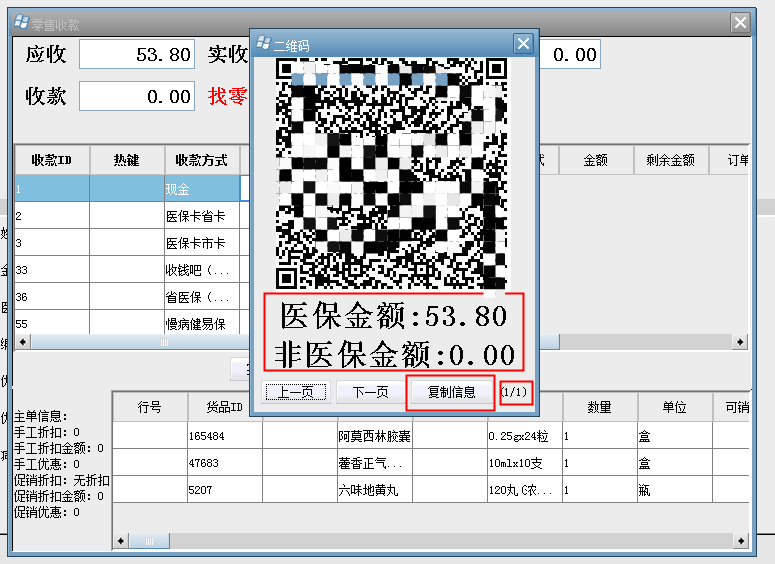 零售收款
应收 53.80 实收 0.00
收款 0.00 找零
二维码
医保金额:53.80
非医保金额:0.00
上一页 下一页 复制信息 (1/1)
收款ID 热键 收款方式 金额 剩余金额 订单
1 现金
2 医保卡省卡
3 医保卡市卡
33 收钱吧 (...
36 省医保 (...
55 慢病健易保
主单信息:
手工折扣: 0
手工折扣金额: 0
手工优惠: 0
促销折扣: 无折扣
促销折扣金额: 0
促销优惠: 0
行号 货品ID 数量 单位 可销
165484 阿莫西林胶囊 0.25gx24粒 1 盒
47683 藿香正气... 10mlx10支 1 盒
5207 六味地黄丸 120丸(农... 1 瓶